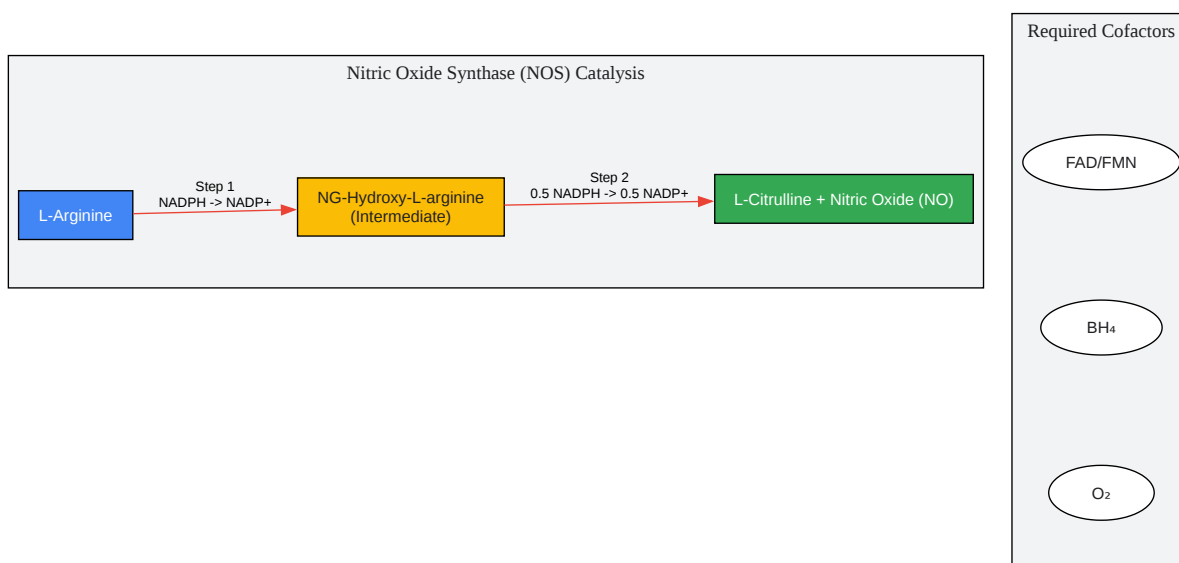 Nitric Oxide Synthase (NOS) Catalysis
L-Arginine
Step 1
NADPH -> NADP+
NG-Hydroxy-L-arginine
(Intermediate)
Step 2
0.5 NADPH -> 0.5 NADP+
L-Citrulline + Nitric Oxide (NO)
Required Cofactors
FAD/FMN
BH₄
O₂